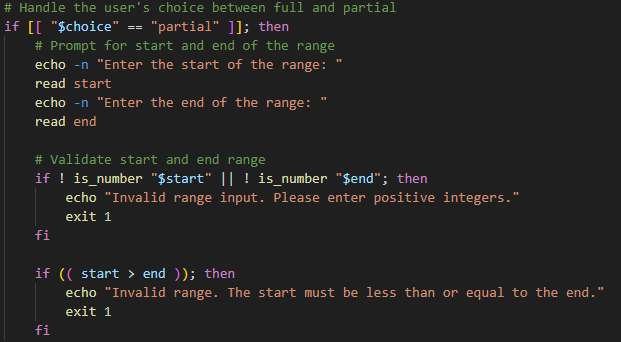 # Handle the user's choice between full and partial
if [[ "$choice" == "partial" ]]; then
    # Prompt for start and end of the range
    echo -n "Enter the start of the range: "
    read start
    echo -n "Enter the end of the range: "
    read end

    # Validate start and end range
    if ! is_number "$start" || ! is_number "$end"; then
        echo "Invalid range input. Please enter positive integers."
        exit 1
    fi

    if (( start > end )); then
        echo "Invalid range. The start must be less than or equal to the end."
        exit 1
    fi